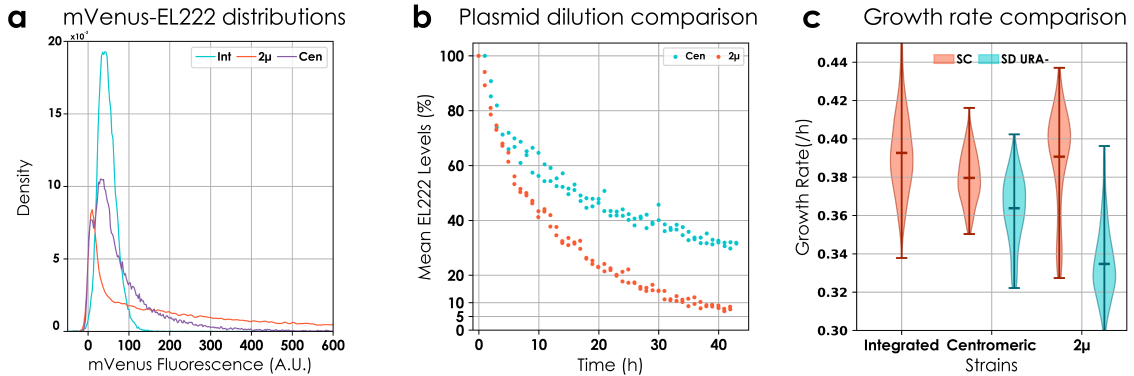 a mVenus-EL222 distributions
×10⁻³
20
15
10
5
0
Density
Int 2μ Cen
0 100 200 300 400 500 600
mVenus Fluorescence (A.U.)
b Plasmid dilution comparison
100
80
60
40
20
10
5
0
Mean EL222 Levels (%)
Cen 2μ
0 10 20 30 40
Time (h)
c Growth rate comparison
0.44
0.42
0.40
0.38
0.36
0.34
0.32
0.30
Growth Rate(/h)
SC SD URA-
Integrated Centromeric 2μ
Strains